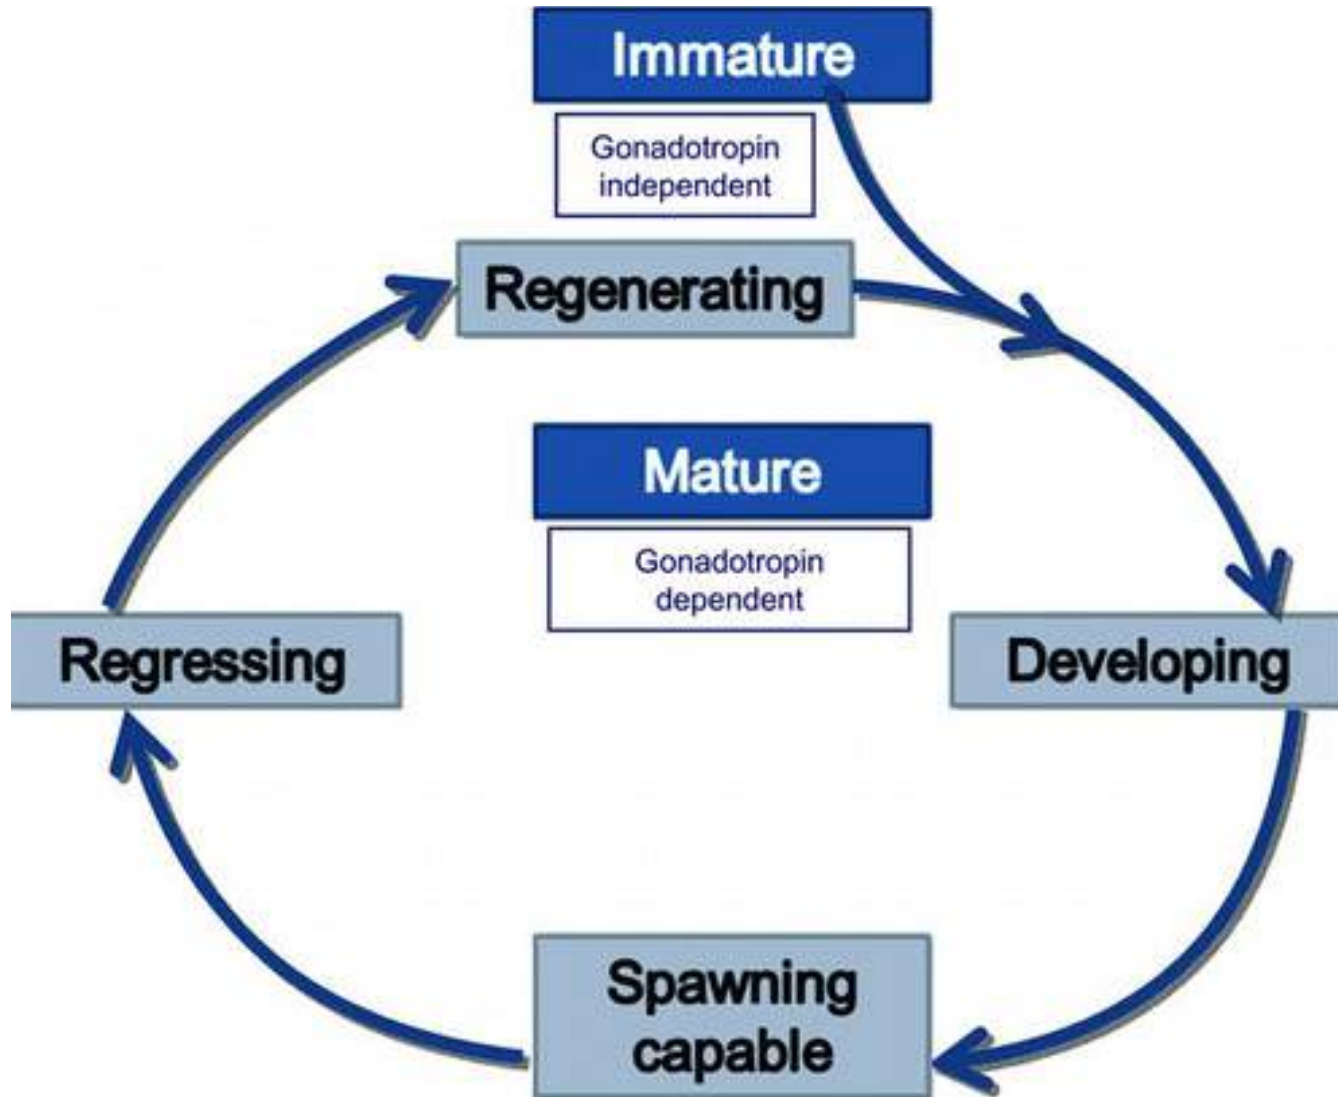 Immature
Gonadotropin
independent
Regenerating
Mature
Gonadotropin
dependent
Regressing
Developing
Spawning
capable